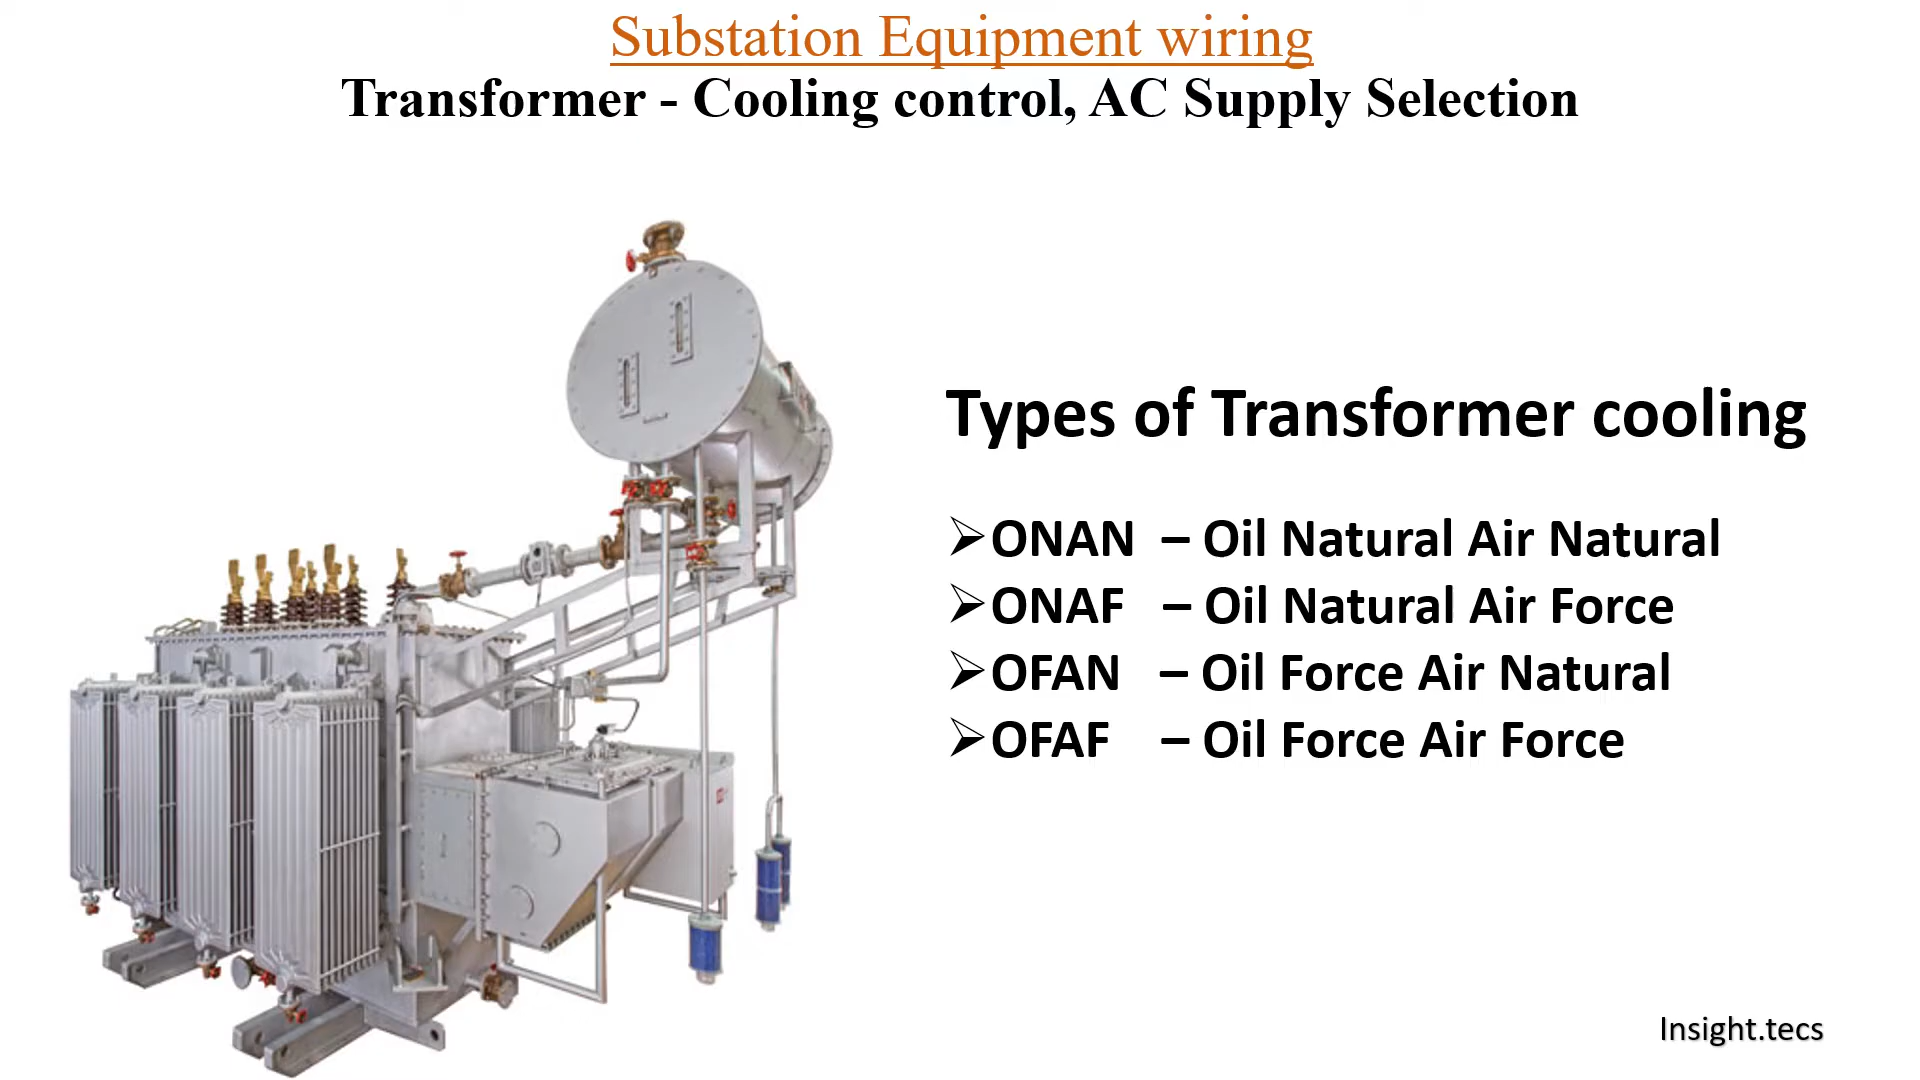 Substation Equipment wiring
Transformer - Cooling control, AC Supply Selection
Types of Transformer cooling
➢ONAN – Oil Natural Air Natural
➢ONAF – Oil Natural Air Force
➢OFAN – Oil Force Air Natural
➢OFAF – Oil Force Air Force
Insight.tecs